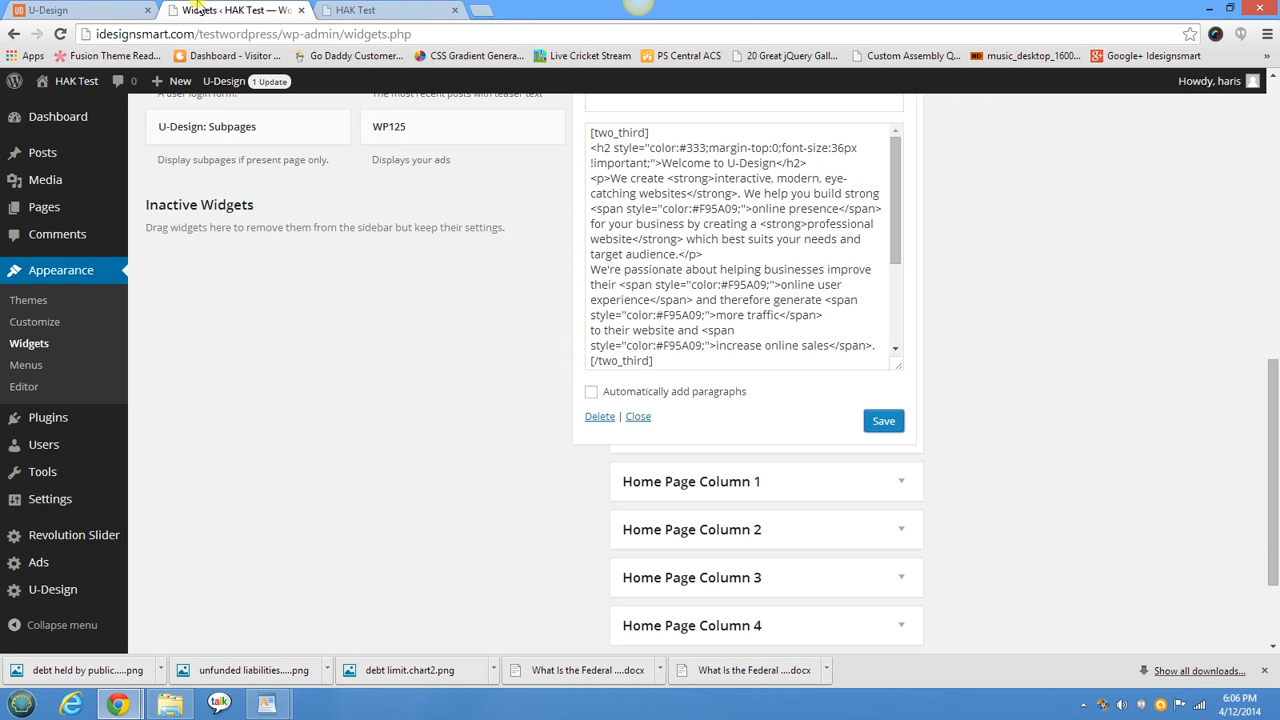 U-Design
Widgets ‹ HAK Test — Wo
HAK Test
idesignsmart.com/testwordpress/wp-admin/widgets.php
Apps
Fusion Theme Read...
Dashboard - Visitor ...
Go Daddy Customer...
CSS Gradient Genera...
Live Cricket Stream
PS Central ACS
20 Great jQuery Gall...
Custom Assembly Q...
music_desktop_1600...
Google+ Idesignsmart
HAK Test
0
New
U-Design
1 Update
Howdy, haris
Dashboard
Posts
Media
Pages
Comments
Appearance
Themes
Customize
Widgets
Menus
Editor
Plugins
Users
Tools
Settings
Revolution Slider
Ads
U-Design
Collapse menu
A user login form.
The most recent posts with teaser text
U-Design: Subpages
WP125
Display subpages if present page only.
Displays your ads
Inactive Widgets
Drag widgets here to remove them from the sidebar but keep their settings.
[two_third]
<h2 style="color:#333;margin-top:0;font-size:36px
!important;">Welcome to U-Design</h2>
<p>We create <strong>interactive, modern, eye-
catching websites</strong>. We help you build strong
<span style="color:#F95A09;">online presence</span>
for your business by creating a <strong>professional
website</strong> which best suits your needs and
target audience.</p>
We're passionate about helping businesses improve
their <span style="color:#F95A09;">online user
experience</span> and therefore generate <span
style="color:#F95A09;">more traffic</span>
to their website and <span
style="color:#F95A09;">increase online sales</span>.
[/two_third]
Automatically add paragraphs
Delete | Close
Save
Home Page Column 1
Home Page Column 2
Home Page Column 3
Home Page Column 4
debt held by public.....png
unfunded liabilities....png
debt limit.chart2.png
What Is the Federal ....docx
What Is the Federal ....docx
Show all downloads...
talk
6:06 PM
4/12/2014